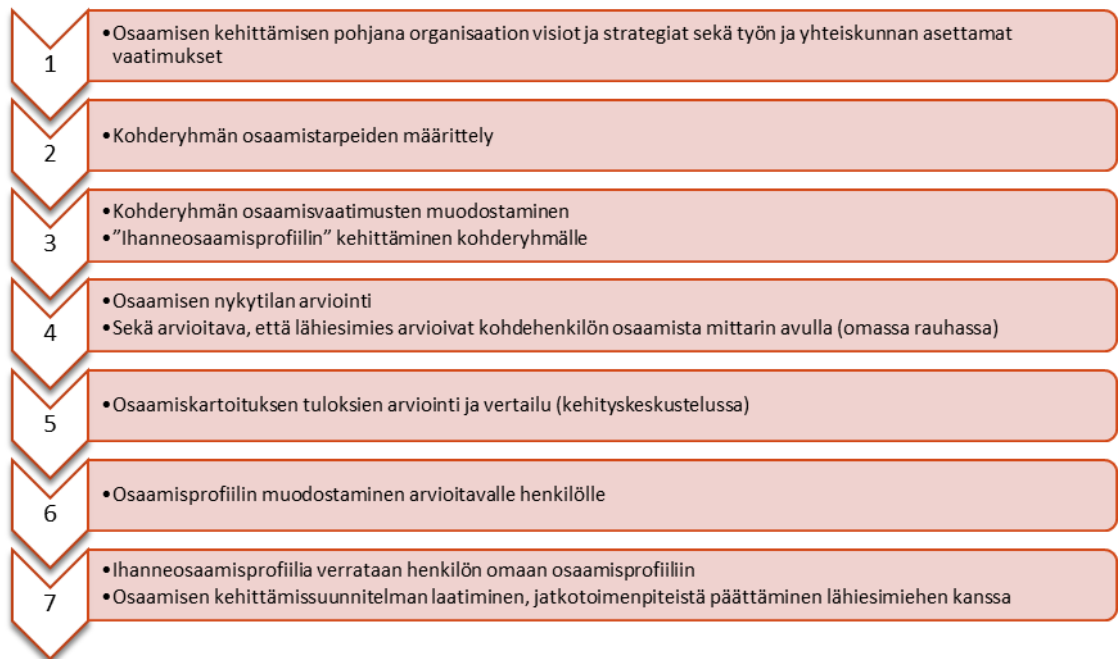 1
•Osaamisen kehittämisen pohjana organisaation visiot ja strategiat sekä työn ja yhteiskunnan asettamat
vaatimukset
2
•Kohderyhmän osaamistarpeiden määrittely
3
•Kohderyhmän osaamisvaatimusten muodostaminen
•”Ihanneosaamisprofiilin” kehittäminen kohderyhmälle
4
•Osaamisen nykytilan arviointi
•Sekä arvioitava, että lähiesimies arvioivat kohdehenkilön osaamista mittarin avulla (omassa rauhassa)
5
•Osaamiskartoituksen tuloksien arviointi ja vertailu (kehityskeskustelussa)
6
•Osaamisprofiilin muodostaminen arvioitavalle henkilölle
7
•Ihanneosaamisprofiilia verrataan henkilön omaan osaamisprofiiliin
•Osaamisen kehittämissuunnitelman laatiminen, jatkotoimenpiteistä päättäminen lähiesimiehen kanssa